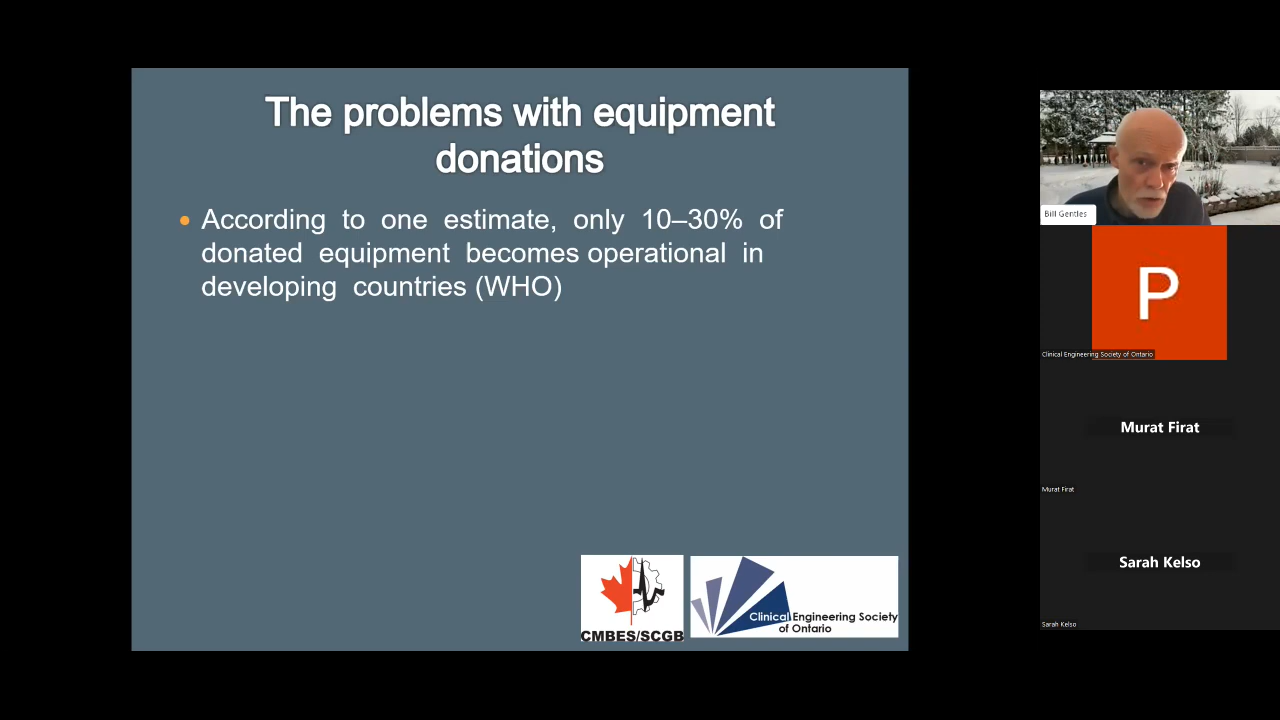 The problems with equipment
donations
According to one estimate, only 10–30% of
donated equipment becomes operational in
developing countries (WHO)
CMBES/SCGB
Clinical Engineering Society
of Ontario
Bill Gentles
P
Clinical Engineering Society of Ontario
Murat Firat
Murat Firat
Sarah Kelso
Sarah Kelso